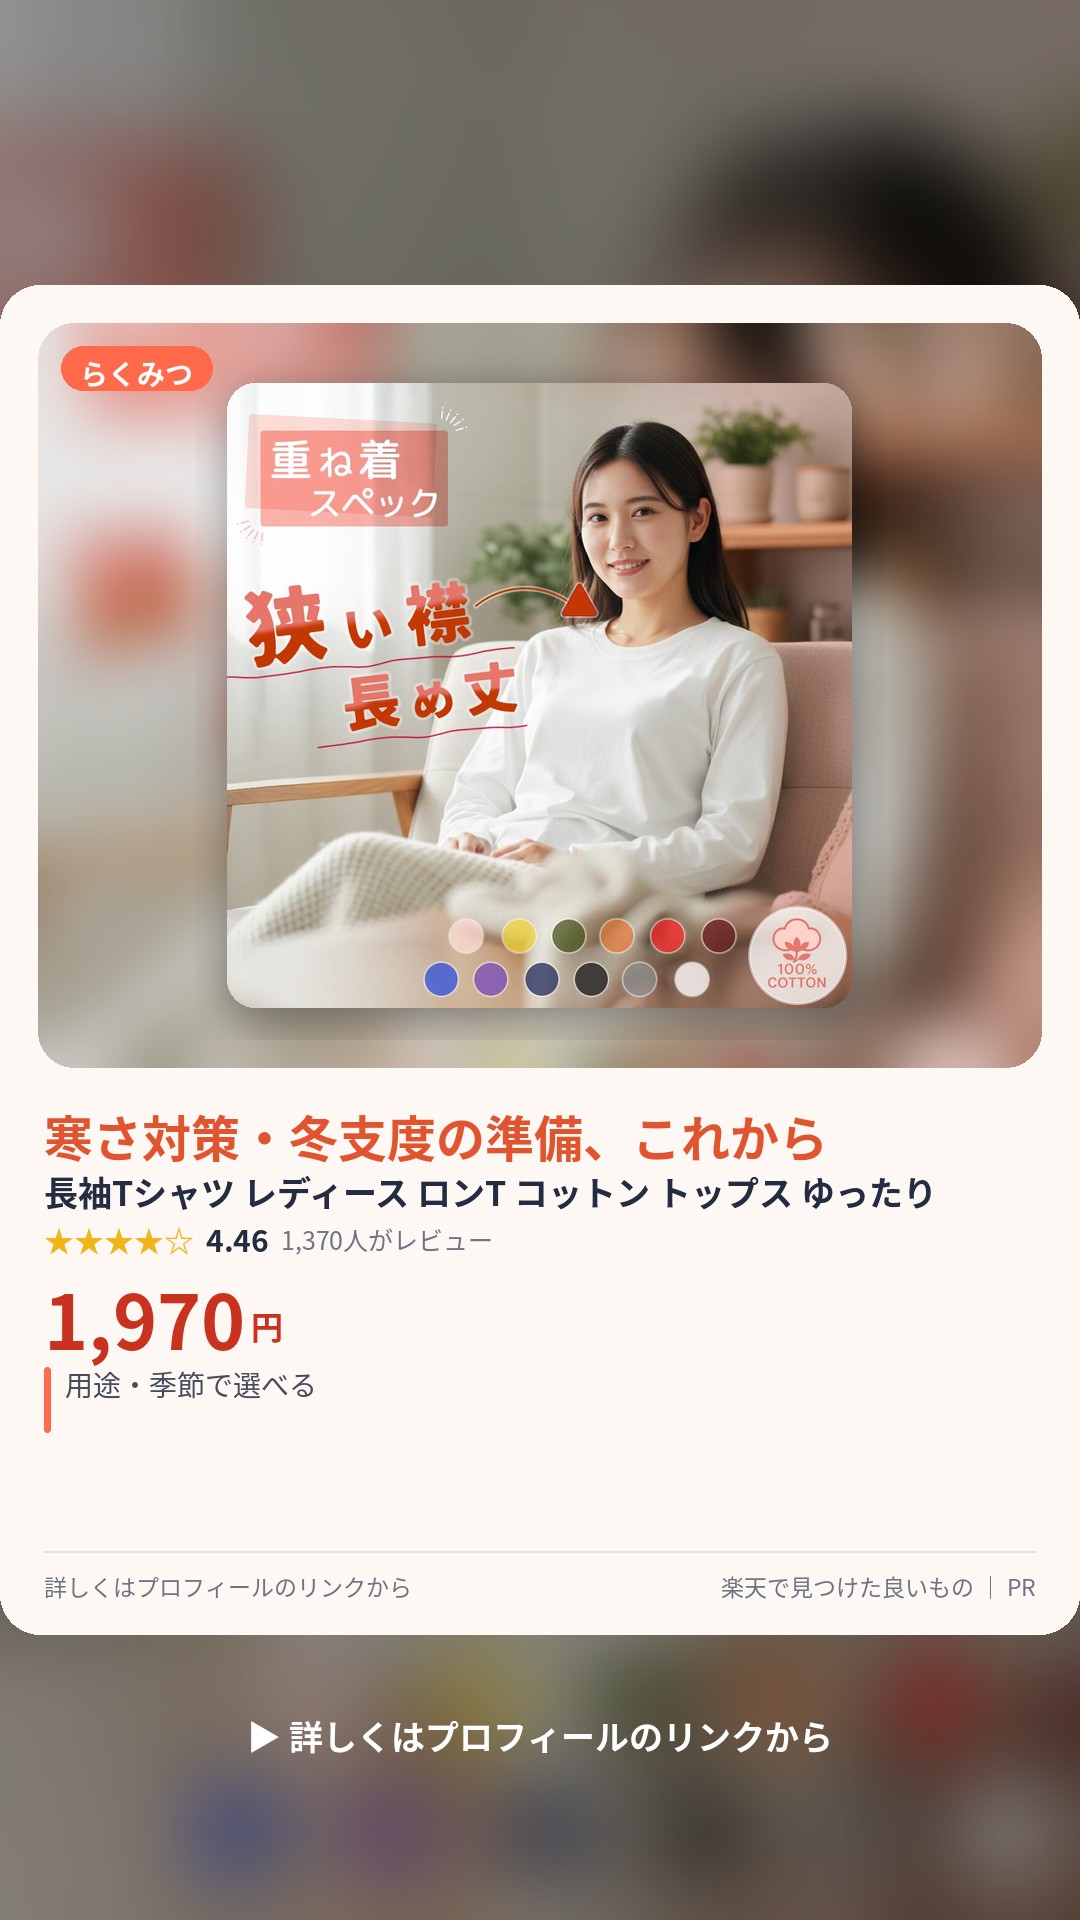 らくみつ
重ね着
スペック
狭い襟
長め丈
100%
COTTON
寒さ対策・冬支度の準備、これから
長袖Tシャツ レディース ロンT コットン トップス ゆったり
★★★★☆ 4.46 1,370人がレビュー
1,970円
用途・季節で選べる
詳しくはプロフィールのリンクから
楽天で見つけた良いもの｜PR
▶ 詳しくはプロフィールのリンクから